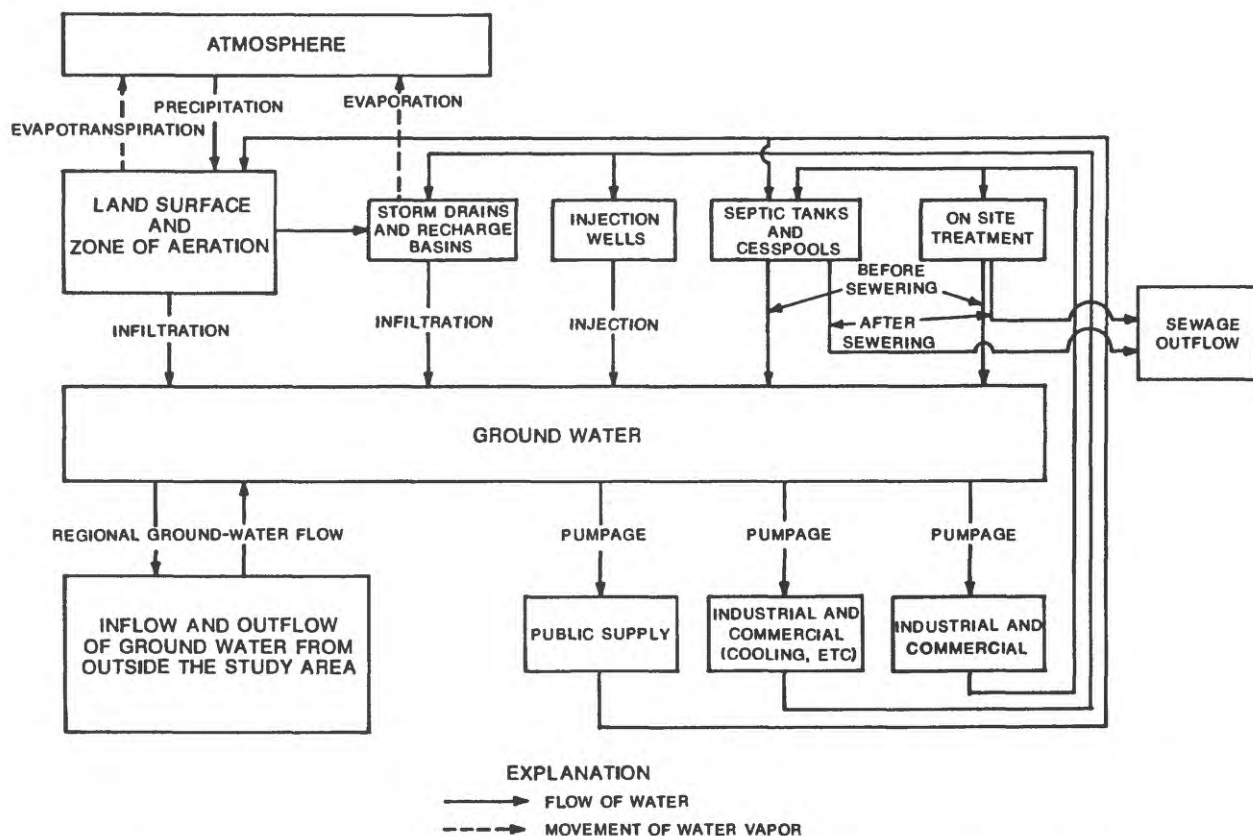 ATMOSPHERE
PRECIPITATION
EVAPORATION
EVAPOTRANSPIRATION
LAND SURFACE
AND
ZONE OF AERATION
STORM DRAINS
AND RECHARGE
BASINS
INJECTION
WELLS
SEPTIC TANKS
AND
CESSPOOLS
ON SITE
TREATMENT
BEFORE
SEWERING
AFTER
SEWERING
SEWAGE
OUTFLOW
INFILTRATION
INFILTRATION
INJECTION
GROUND WATER
REGIONAL GROUND-WATER FLOW
PUMPAGE
PUMPAGE
PUMPAGE
INFLOW AND OUTFLOW
OF GROUND WATER FROM
OUTSIDE THE STUDY AREA
PUBLIC SUPPLY
INDUSTRIAL AND
COMMERCIAL
(COOLING, ETC)
INDUSTRIAL AND
COMMERCIAL
EXPLANATION
FLOW OF WATER
MOVEMENT OF WATER VAPOR